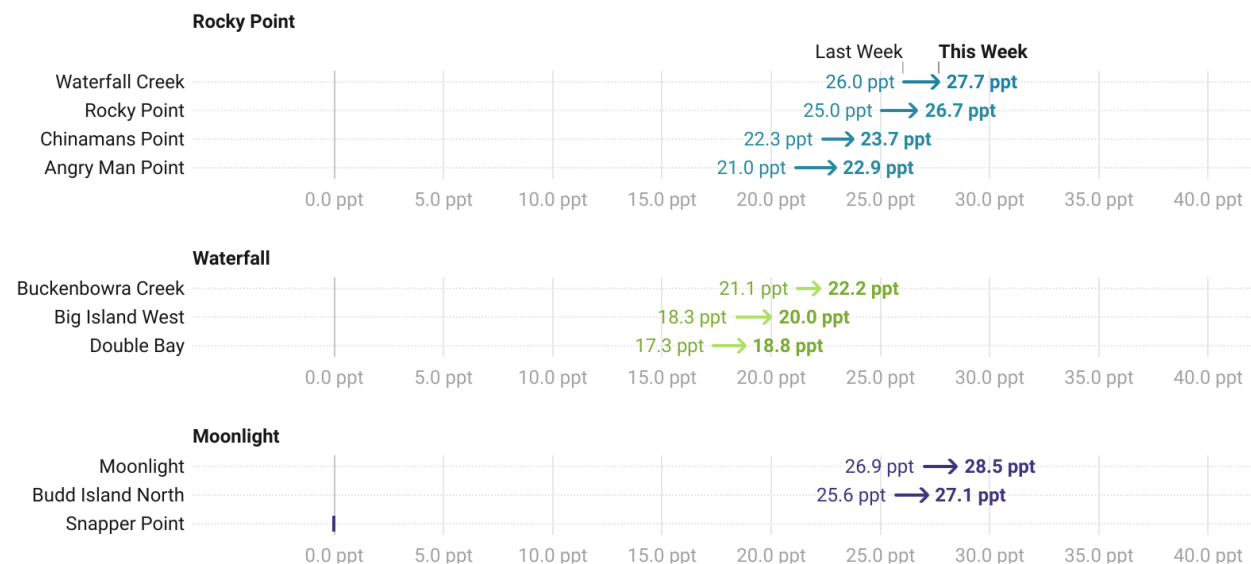 Rocky Point
Last Week This Week
Waterfall Creek 26.0 ppt 27.7 ppt
Rocky Point 25.0 ppt 26.7 ppt
Chinamans Point 22.3 ppt 23.7 ppt
Angry Man Point 21.0 ppt 22.9 ppt
0.0 ppt 5.0 ppt 10.0 ppt 15.0 ppt 20.0 ppt 25.0 ppt 30.0 ppt 35.0 ppt 40.0 ppt
Waterfall
Buckenbowra Creek 21.1 ppt 22.2 ppt
Big Island West 18.3 ppt 20.0 ppt
Double Bay 17.3 ppt 18.8 ppt
0.0 ppt 5.0 ppt 10.0 ppt 15.0 ppt 20.0 ppt 25.0 ppt 30.0 ppt 35.0 ppt 40.0 ppt
Moonlight
Moonlight 26.9 ppt 28.5 ppt
Budd Island North 25.6 ppt 27.1 ppt
Snapper Point
0.0 ppt 5.0 ppt 10.0 ppt 15.0 ppt 20.0 ppt 25.0 ppt 30.0 ppt 35.0 ppt 40.0 ppt